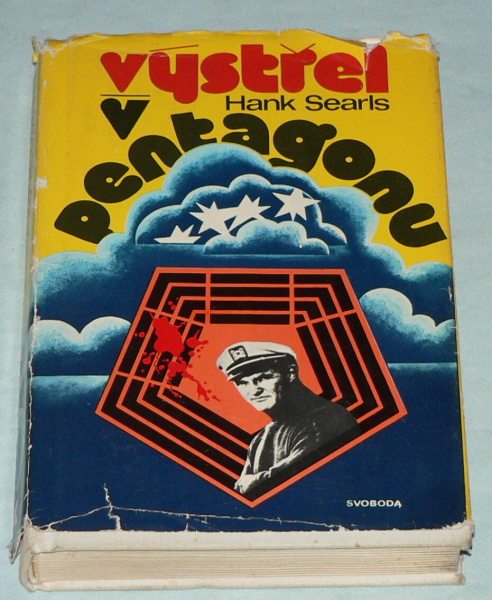 výstřel
v
Hank Searls
pentagonu
SVOBODA